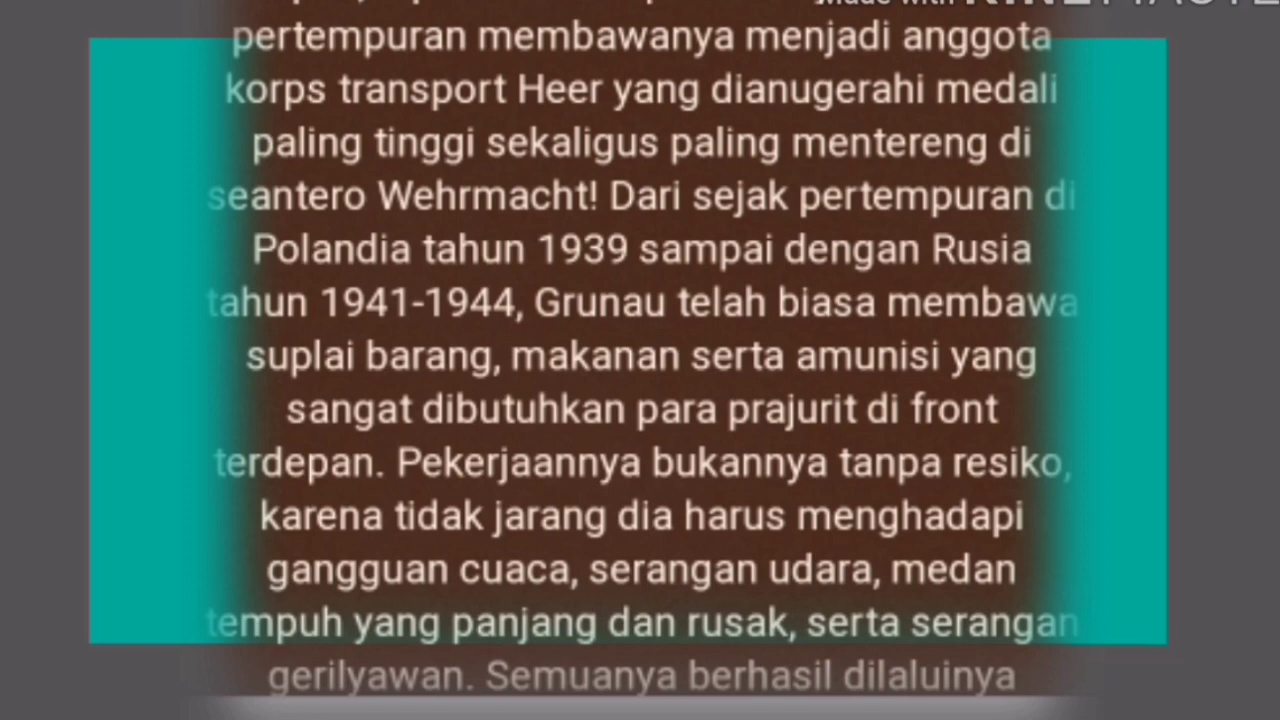 Made with KINEMASTER
pertempuran membawanya menjadi anggota
korps transport Heer yang dianugerahi medali
paling tinggi sekaligus paling mentereng di
seantero Wehrmacht! Dari sejak pertempuran di
Polandia tahun 1939 sampai dengan Rusia
tahun 1941-1944, Grunau telah biasa membawa
suplai barang, makanan serta amunisi yang
sangat dibutuhkan para prajurit di front
terdepan. Pekerjaannya bukannya tanpa resiko,
karena tidak jarang dia harus menghadapi
gangguan cuaca, serangan udara, medan
tempuh yang panjang dan rusak, serta serangan
gerilyawan. Semuanya berhasil dilaluinya